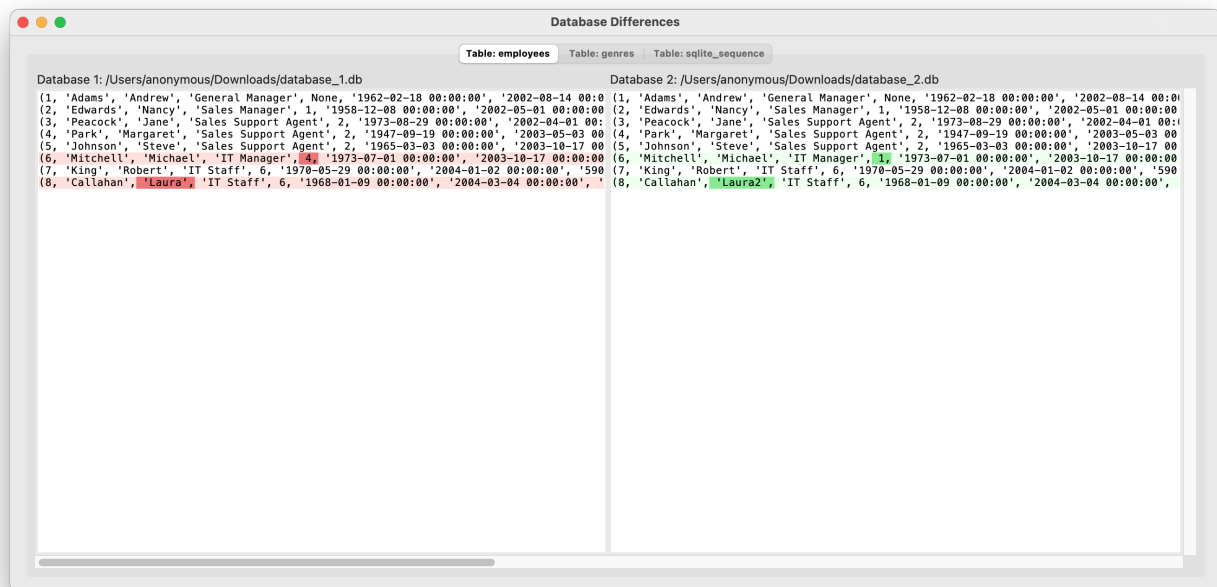 Database Differences
Table: employees Table: genres Table: sqlite_sequence
Database 1: /Users/anonymous/Downloads/database_1.db
(1, 'Adams', 'Andrew', 'General Manager', None, '1962-02-18 00:00:00', '2002-08-14 00:0
(2, 'Edwards', 'Nancy', 'Sales Manager', 1, '1958-12-08 00:00:00', '2002-05-01 00:00:00
(3, 'Peacock', 'Jane', 'Sales Support Agent', 2, '1973-08-29 00:00:00', '2002-04-01 00:
(4, 'Park', 'Margaret', 'Sales Support Agent', 2, '1947-09-19 00:00:00', '2003-05-03 00
(5, 'Johnson', 'Steve', 'Sales Support Agent', 2, '1965-03-03 00:00:00', '2003-10-17 00
(6, 'Mitchell', 'Michael', 'IT Manager', 4, '1973-07-01 00:00:00', '2003-10-17 00:00:00
(7, 'King', 'Robert', 'IT Staff', 6, '1970-05-29 00:00:00', '2004-01-02 00:00:00', '590
(8, 'Callahan', 'Laura', 'IT Staff', 6, '1968-01-09 00:00:00', '2004-03-04 00:00:00', '
Database 2: /Users/anonymous/Downloads/database_2.db
(1, 'Adams', 'Andrew', 'General Manager', None, '1962-02-18 00:00:00', '2002-08-14 00:0
(2, 'Edwards', 'Nancy', 'Sales Manager', 1, '1958-12-08 00:00:00', '2002-05-01 00:00:00
(3, 'Peacock', 'Jane', 'Sales Support Agent', 2, '1973-08-29 00:00:00', '2002-04-01 00:
(4, 'Park', 'Margaret', 'Sales Support Agent', 2, '1947-09-19 00:00:00', '2003-05-03 00
(5, 'Johnson', 'Steve', 'Sales Support Agent', 2, '1965-03-03 00:00:00', '2003-10-17 00
(6, 'Mitchell', 'Michael', 'IT Manager', 1, '1973-07-01 00:00:00', '2003-10-17 00:00:00
(7, 'King', 'Robert', 'IT Staff', 6, '1970-05-29 00:00:00', '2004-01-02 00:00:00', '590
(8, 'Callahan', 'Laura2', 'IT Staff', 6, '1968-01-09 00:00:00', '2004-03-04 00:00:00',